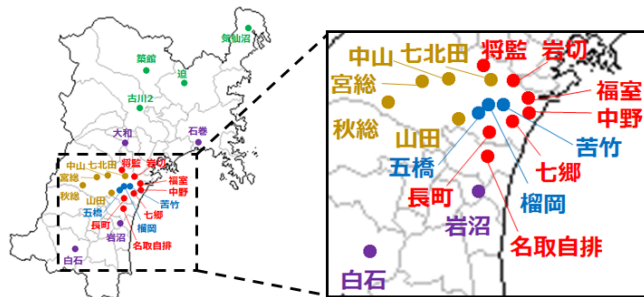 気仙沼
築館
迫
古川2
大和
石巻
中山 七北田
将監
岩切
宮総
福室
中野
秋総
山田
五橋
苦竹
七郷
長町
榴岡
岩沼
名取自排
白石
中山
七北田
将監
岩切
宮総
福室
中野
秋総
山田
苦竹
五橋
七郷
長町
榴岡
岩沼
名取自排
白石